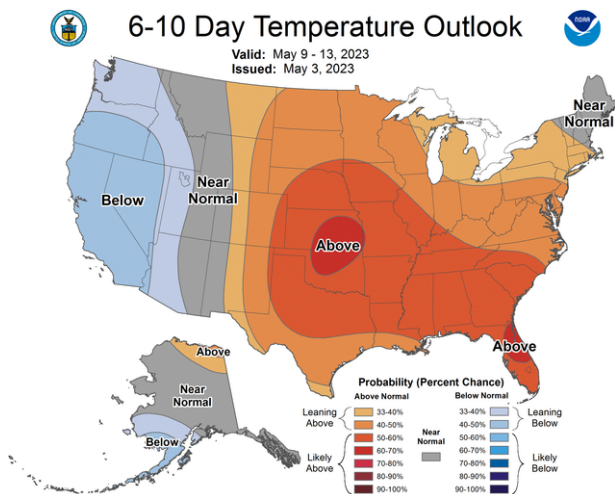 6-10 Day Temperature Outlook
Valid: May 9 - 13, 2023
Issued: May 3, 2023
NOAA
Near
Normal
Below
Near
Normal
Above
Above
Above
Near
Normal
Below
Probability (Percent Chance)
Above Normal
Below Normal
Leaning
Above
33-40%
40-50%
Likely
Above
50-60%
60-70%
70-80%
80-90%
90-100%
Near
Normal
33-40%
40-50%
Leaning
Below
50-60%
60-70%
70-80%
80-90%
90-100%
Likely
Below